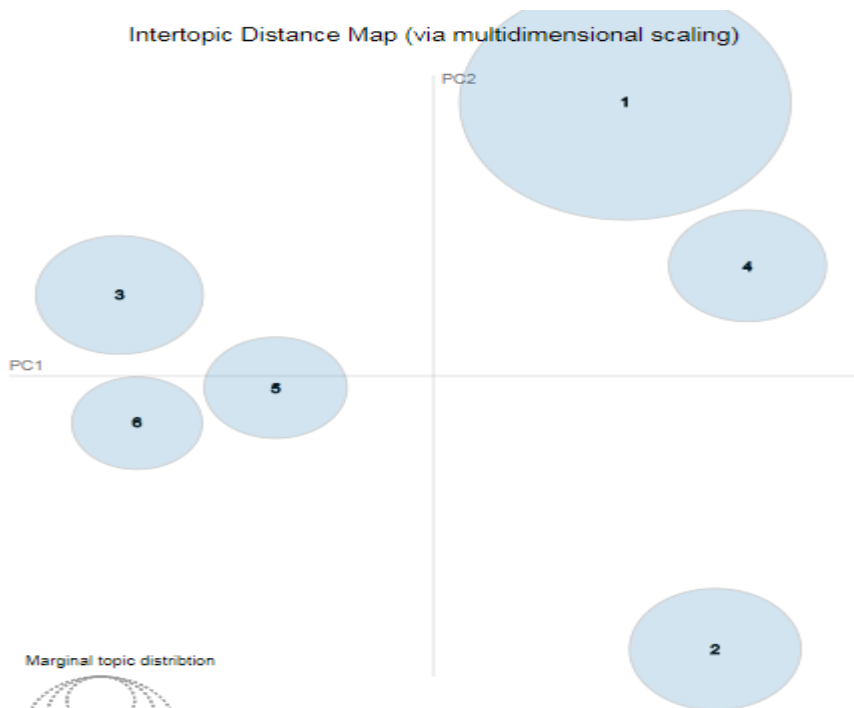 Intertopic Distance Map (via multidimensional scaling)
PC2
1
4
3
PC1
5
6
2
Marginal topic distribtion